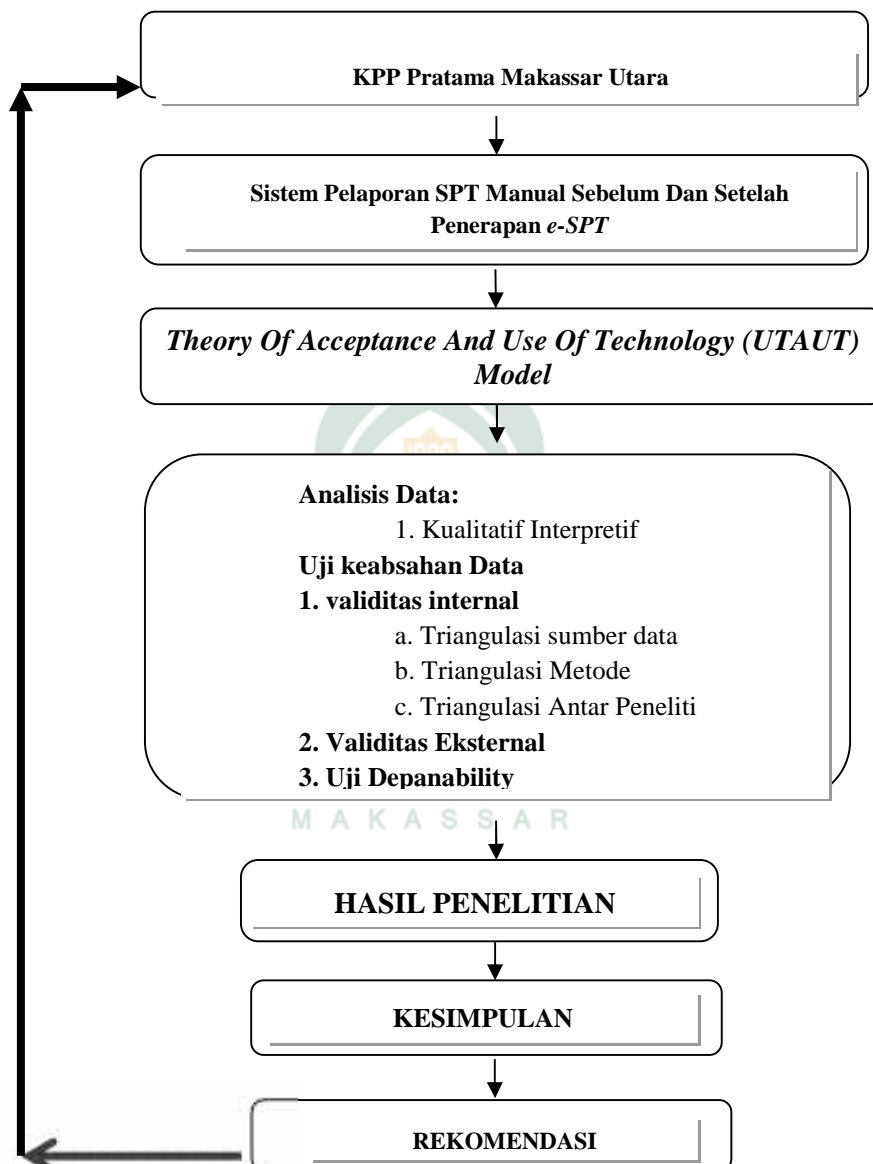 KPP Pratama Makassar Utara
Sistem Pelaporan SPT Manual Sebelum Dan Setelah
Penerapan e-SPT
Theory Of Acceptance And Use Of Technology (UTAUT)
Model
Analisis Data:
1. Kualitatif Interpretif
Uji keabsahan Data
1. validitas internal
a. Triangulasi sumber data
b. Triangulasi Metode
c. Triangulasi Antar Peneliti
2. Validitas Eksternal
3. Uji Depanability
MAKASSAR
HASIL PENELITIAN
KESIMPULAN
REKOMENDASI